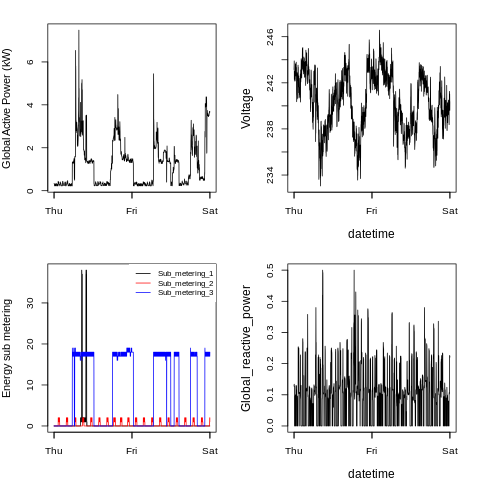 Global Active Power (kW)
6
4
2
0
Thu Fri Sat
Voltage
246
242
238
234
Thu Fri Sat
datetime
Energy sub metering
30
20
10
0
Sub_metering_1
Sub_metering_2
Sub_metering_3
Thu Fri Sat
Global_reactive_power
0.5
0.4
0.3
0.2
0.1
0.0
Thu Fri Sat
datetime